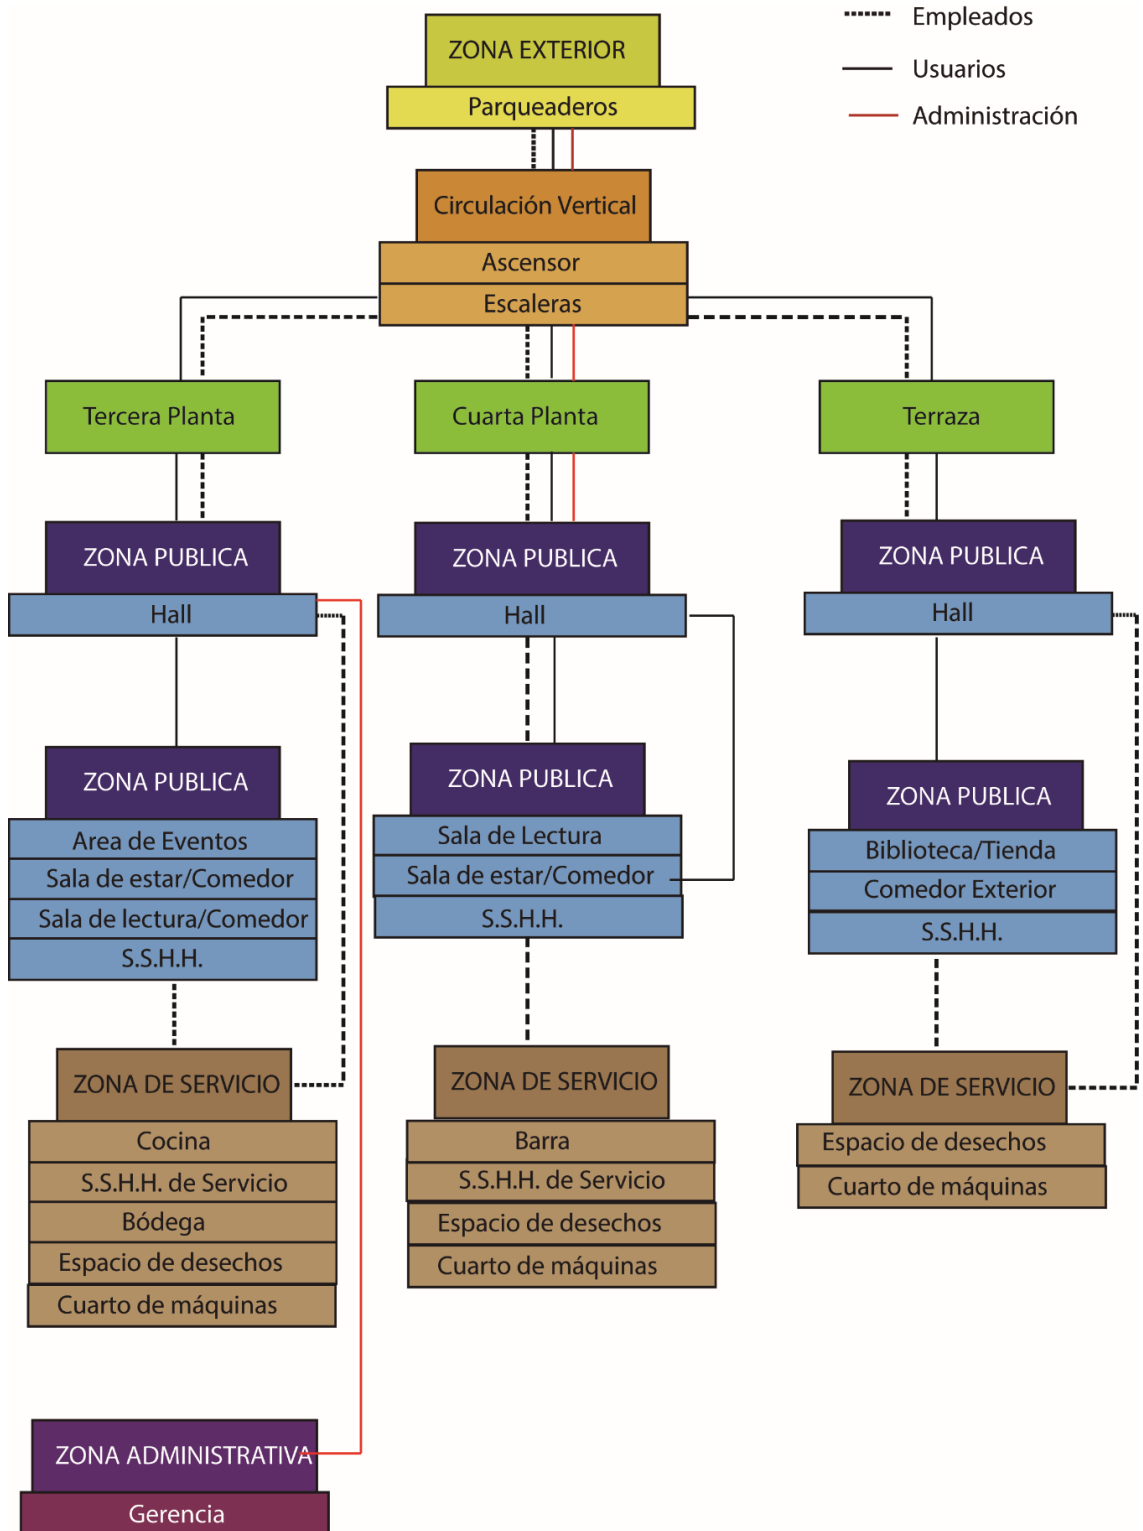 Empleados
Usuarios
Administración
ZONA EXTERIOR
Parqueaderos
Circulación Vertical
Ascensor
Escaleras
Tercera Planta
ZONA PUBLICA
Hall
ZONA PUBLICA
Area de Eventos
Sala de estar/Comedor
Sala de lectura/Comedor
S.S.H.H.
ZONA DE SERVICIO
Cocina
S.S.H.H. de Servicio
Bódega
Espacio de desechos
Cuarto de máquinas
ZONA ADMINISTRATIVA
Gerencia
Cuarta Planta
ZONA PUBLICA
Hall
ZONA PUBLICA
Sala de Lectura
Sala de estar/Comedor
S.S.H.H.
ZONA DE SERVICIO
Barra
S.S.H.H. de Servicio
Espacio de desechos
Cuarto de máquinas
Terraza
ZONA PUBLICA
Hall
ZONA PUBLICA
Biblioteca/Tienda
Comedor Exterior
S.S.H.H.
ZONA DE SERVICIO
Espacio de desechos
Cuarto de máquinas